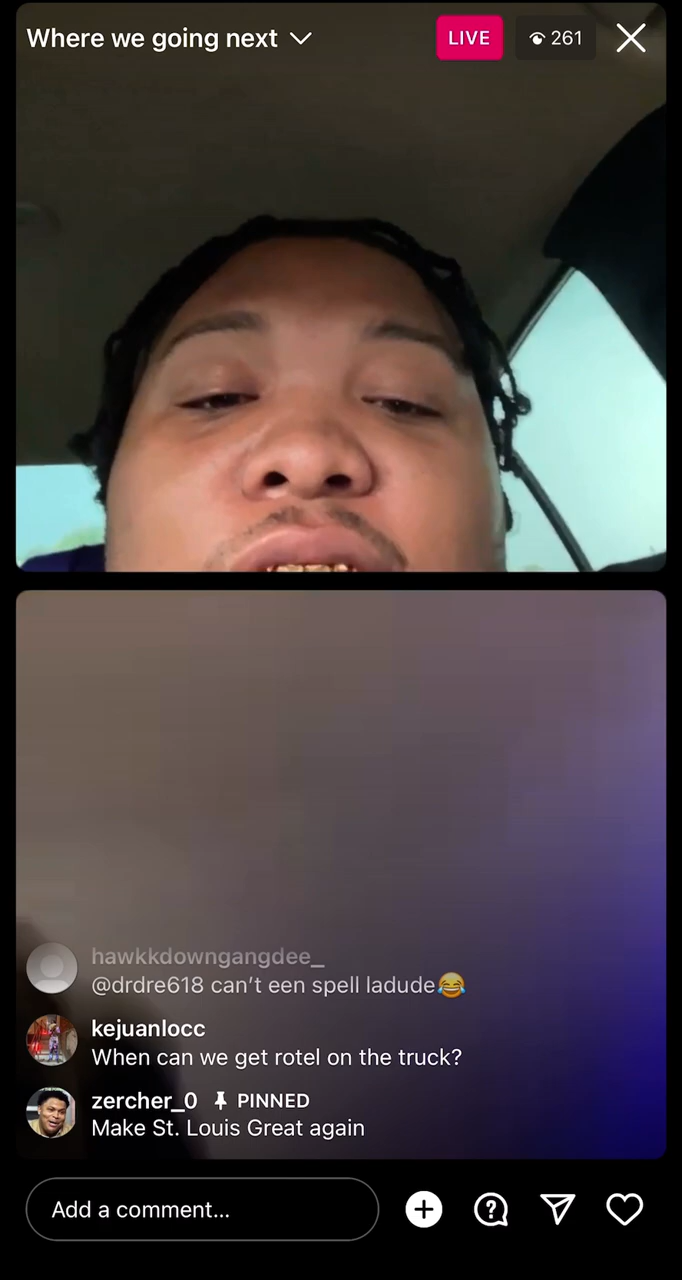 Where we going next
LIVE
261
hawkkdowngangdee_
@drdre618 can’t een spell ladude😂
kejuanlocc
When can we get rotel on the truck?
zercher_0 PINNED
Make St. Louis Great again
Add a comment...